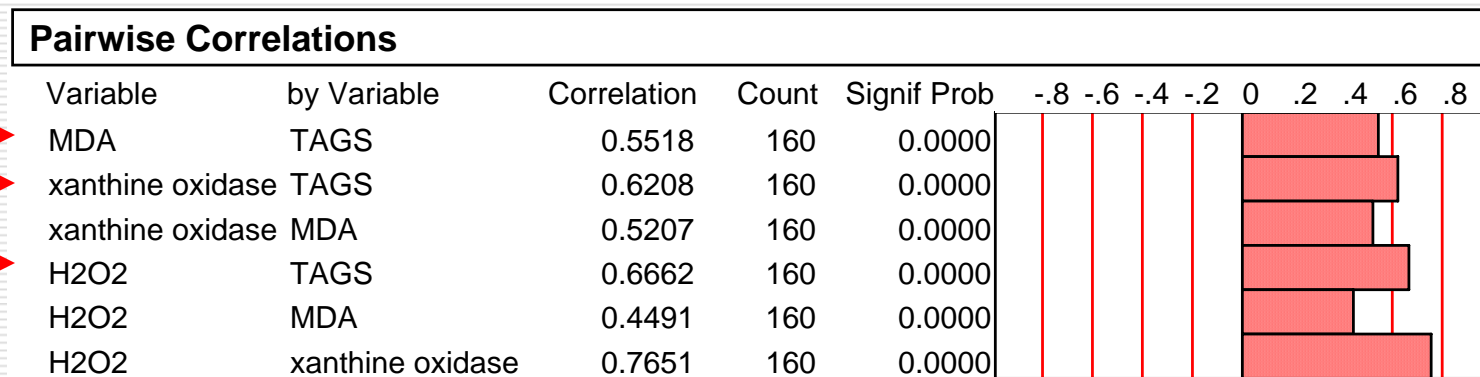 Pairwise Correlations
Variable by Variable Correlation Count Signif Prob -.8 -.6 -.4 -.2 0 .2 .4 .6 .8
MDA TAGS 0.5518 160 0.0000
xanthine oxidase TAGS 0.6208 160 0.0000
xanthine oxidase MDA 0.5207 160 0.0000
H2O2 TAGS 0.6662 160 0.0000
H2O2 MDA 0.4491 160 0.0000
H2O2 xanthine oxidase 0.7651 160 0.0000